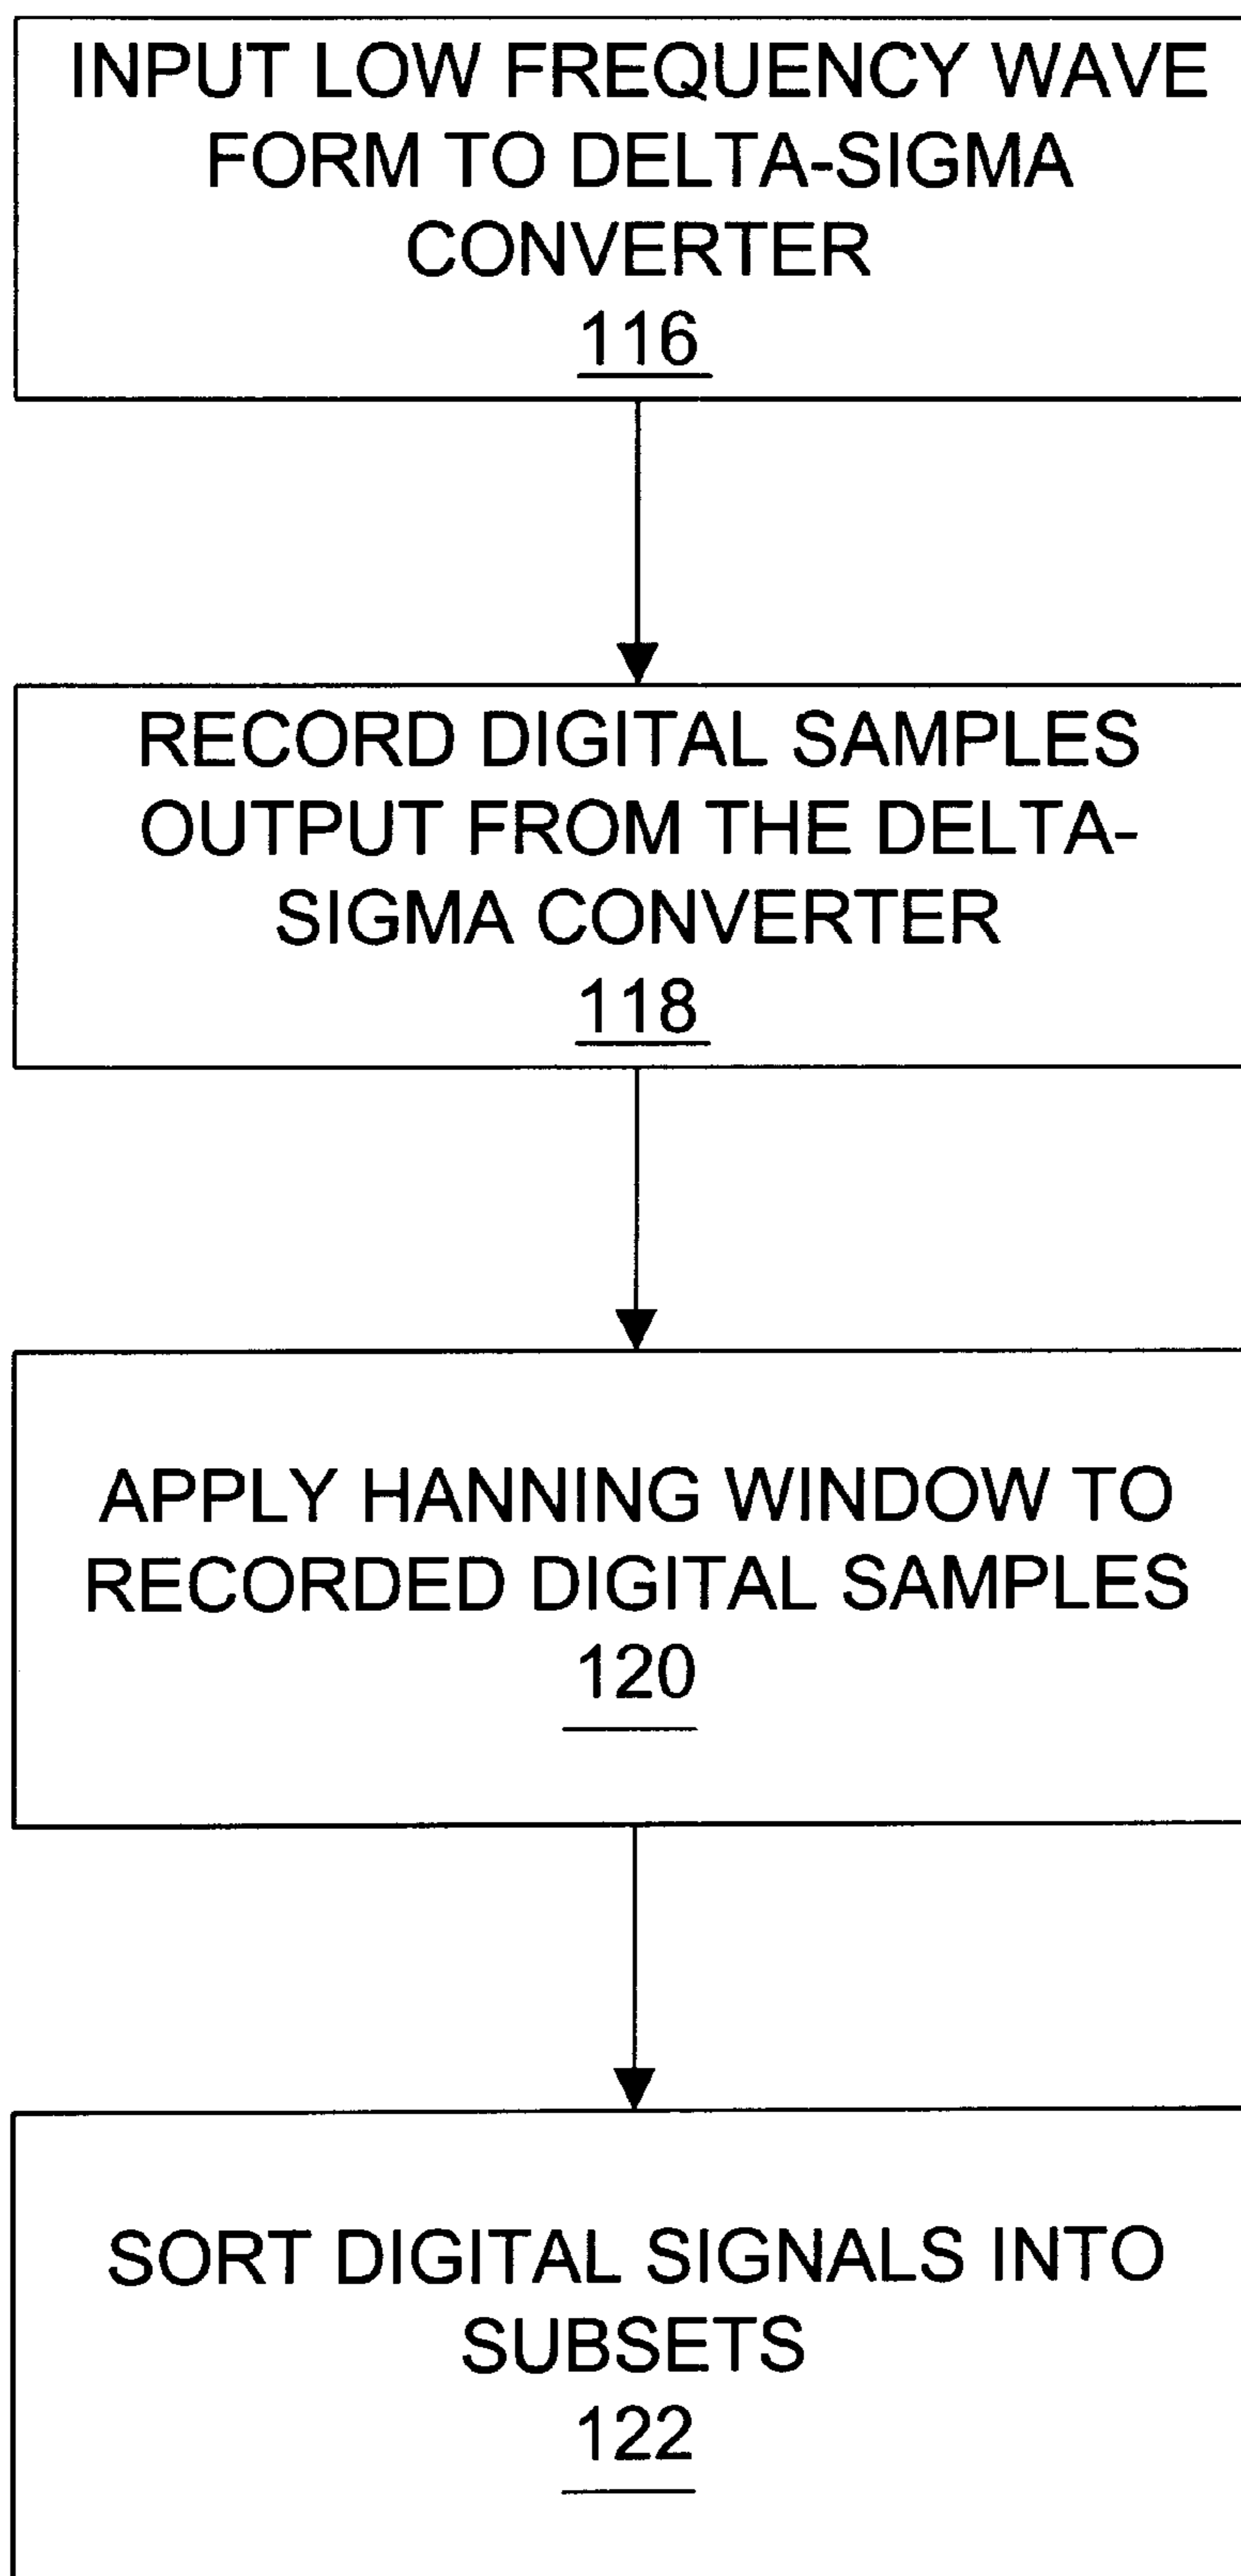 INPUT LOW FREQUENCY WAVE
FORM TO DELTA-SIGMA
CONVERTER
116
RECORD DIGITAL SAMPLES
OUTPUT FROM THE DELTA-
SIGMA CONVERTER
118
APPLY HANNING WINDOW TO
RECORDED DIGITAL SAMPLES
120
SORT DIGITAL SIGNALS INTO
SUBSETS
122